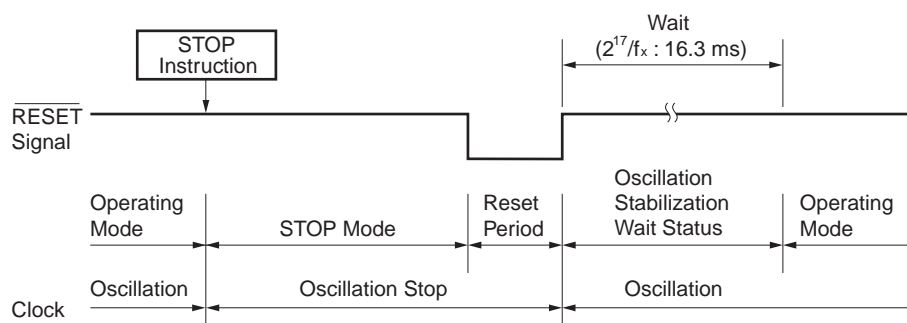 Wait
(2¹⁷/fx : 16.3 ms)
STOP
Instruction
RESET
Signal
Operating
Mode
STOP Mode
Reset
Period
Oscillation
Stabilization
Wait Status
Operating
Mode
Clock
Oscillation
Oscillation Stop
Oscillation